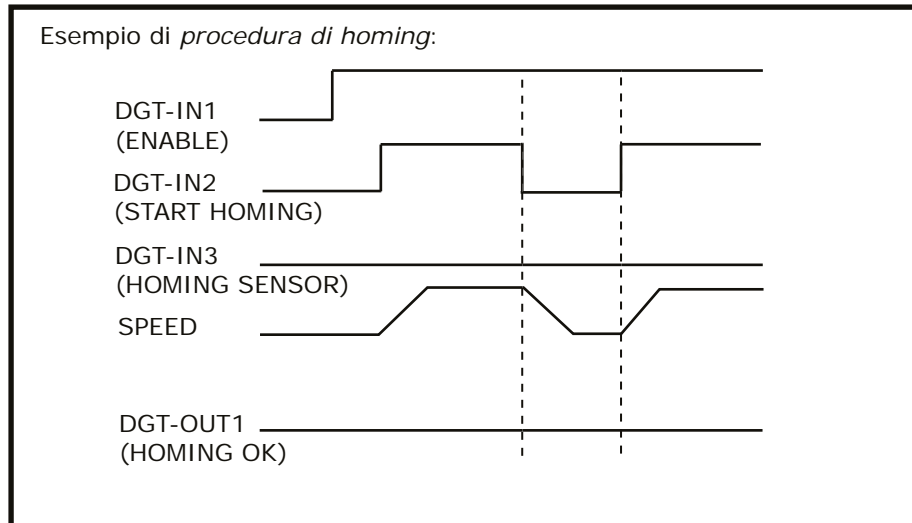 Esempio di procedura di homing:
DGT-IN1
(ENABLE)
DGT-IN2
(START HOMING)
DGT-IN3
(HOMING SENSOR)
SPEED
DGT-OUT1
(HOMING OK)